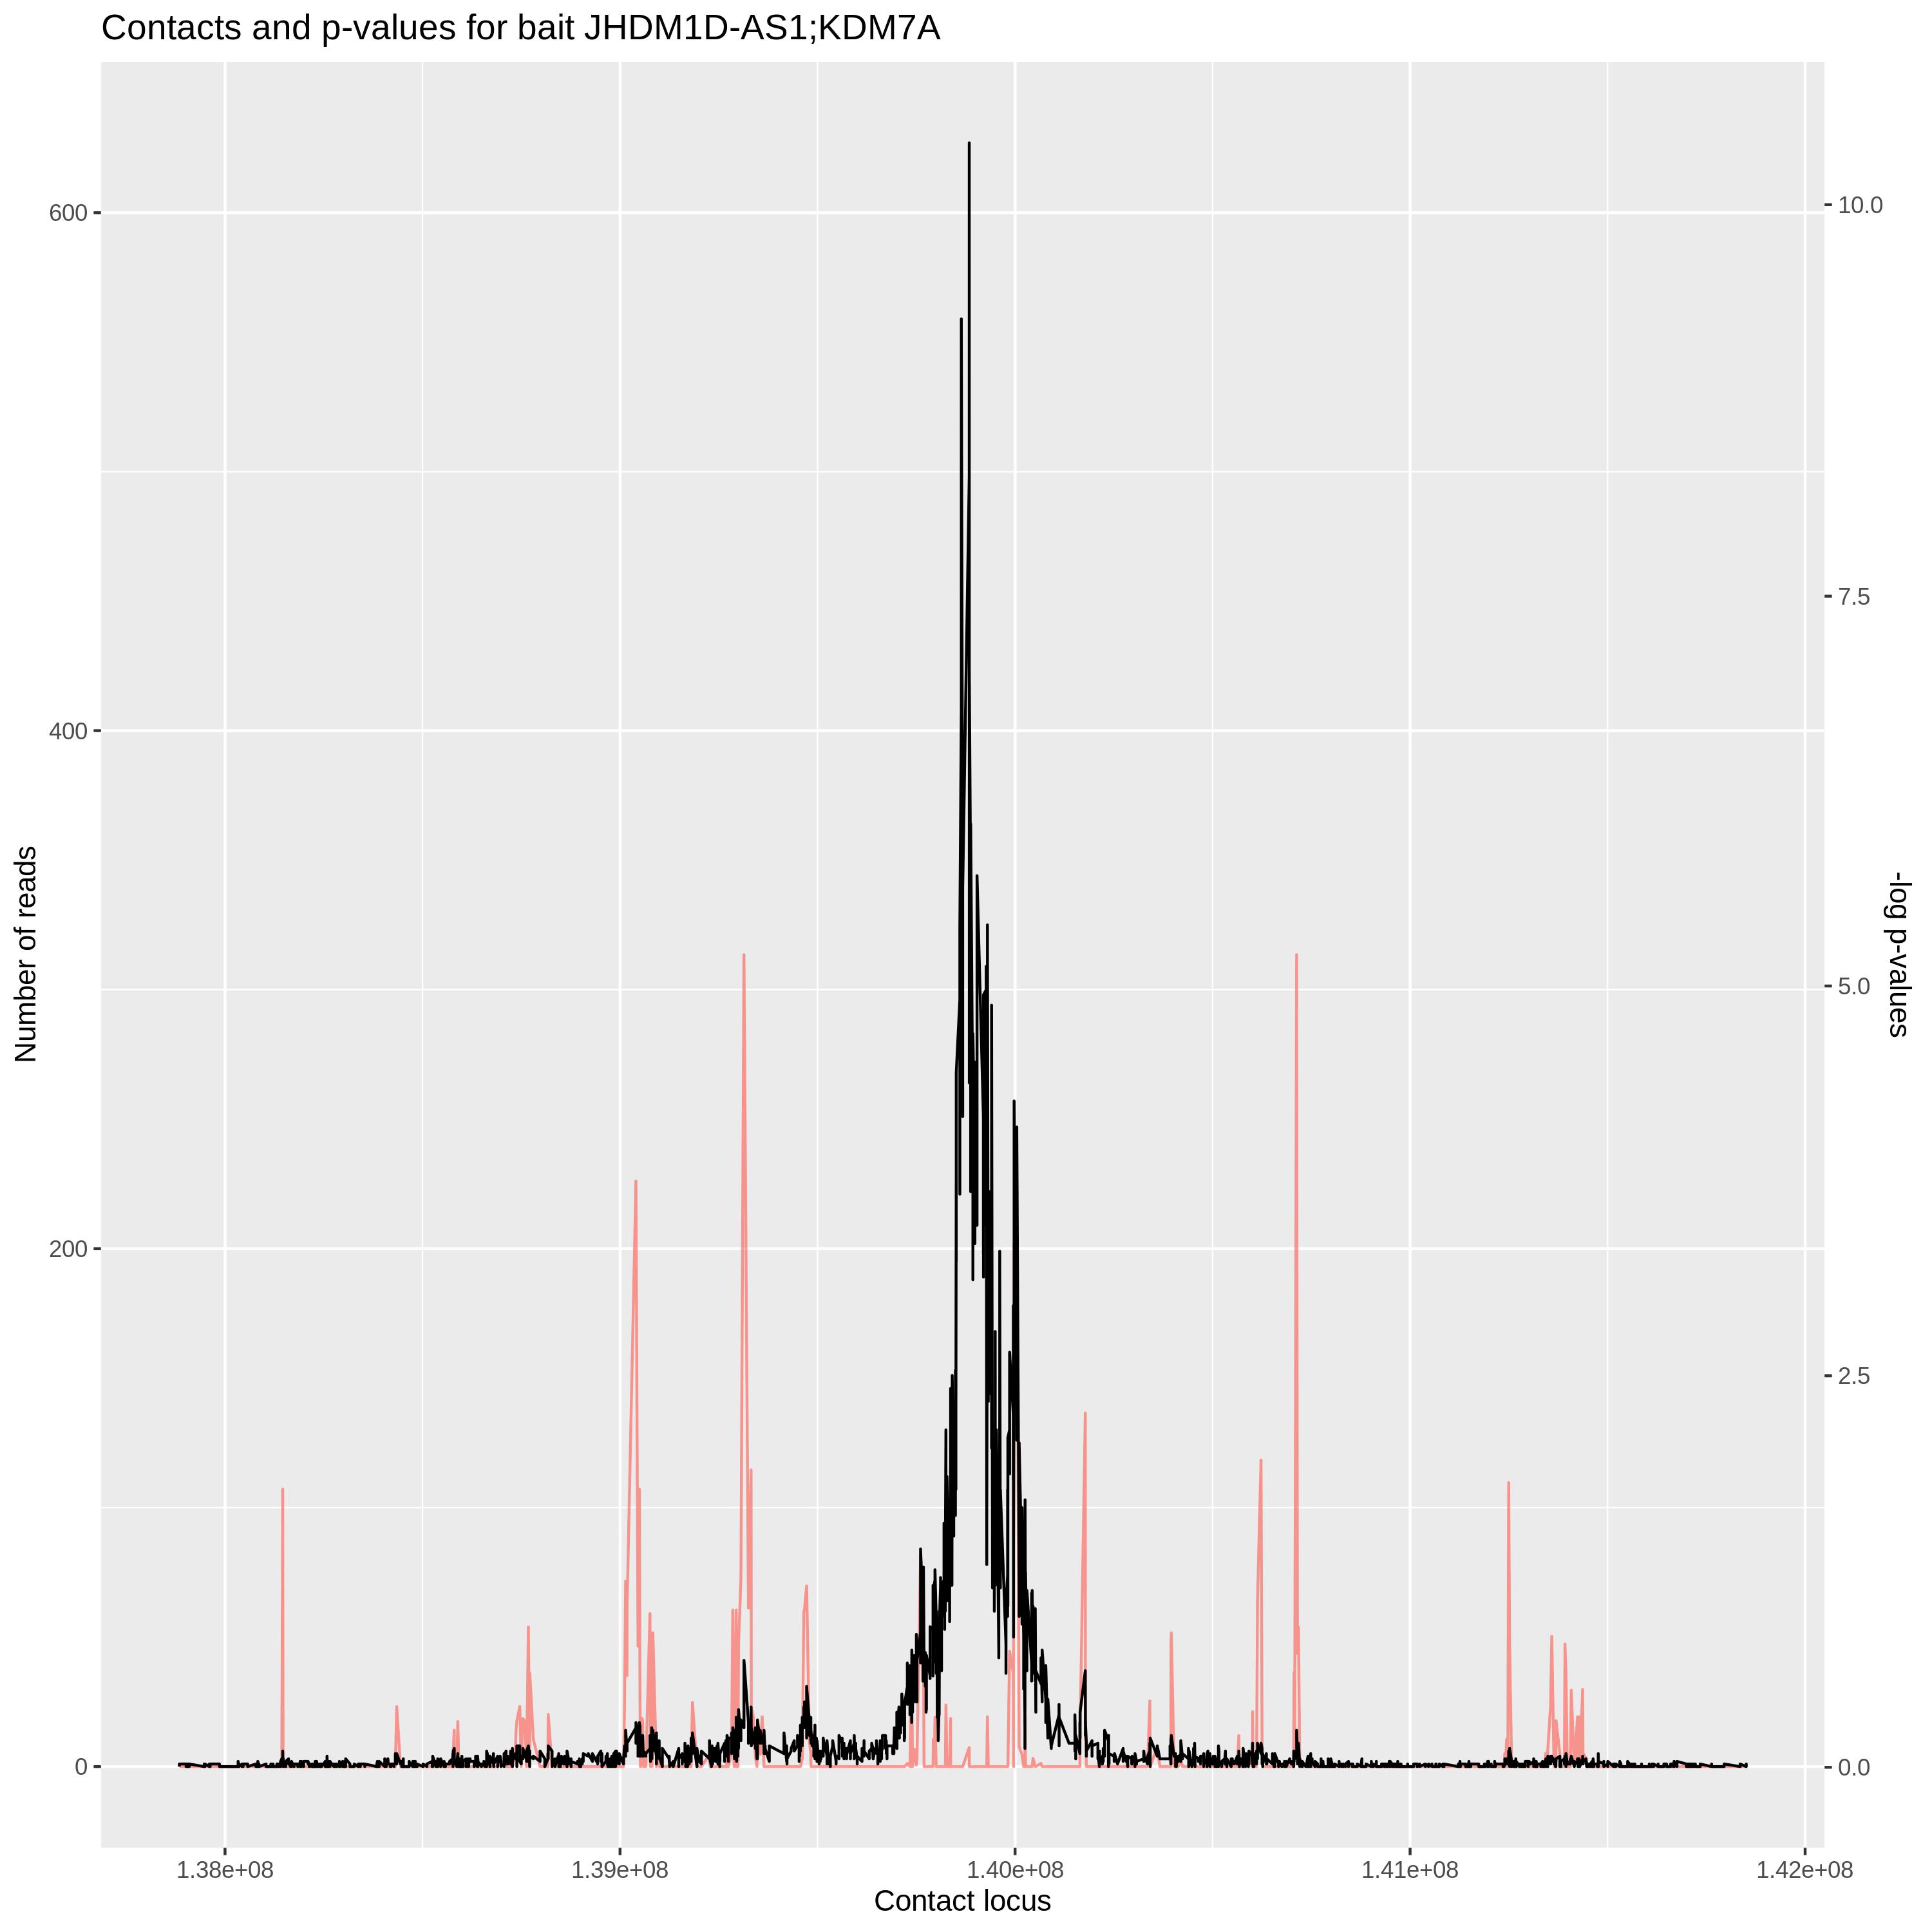 Contacts and p-values for bait JHDM1D-AS1;KDM7A
600
400
200
0
Number of reads
10.0
7.5
5.0
2.5
0.0
-log p-values
1.38e+08
1.39e+08
1.40e+08
1.41e+08
1.42e+08
Contact locus